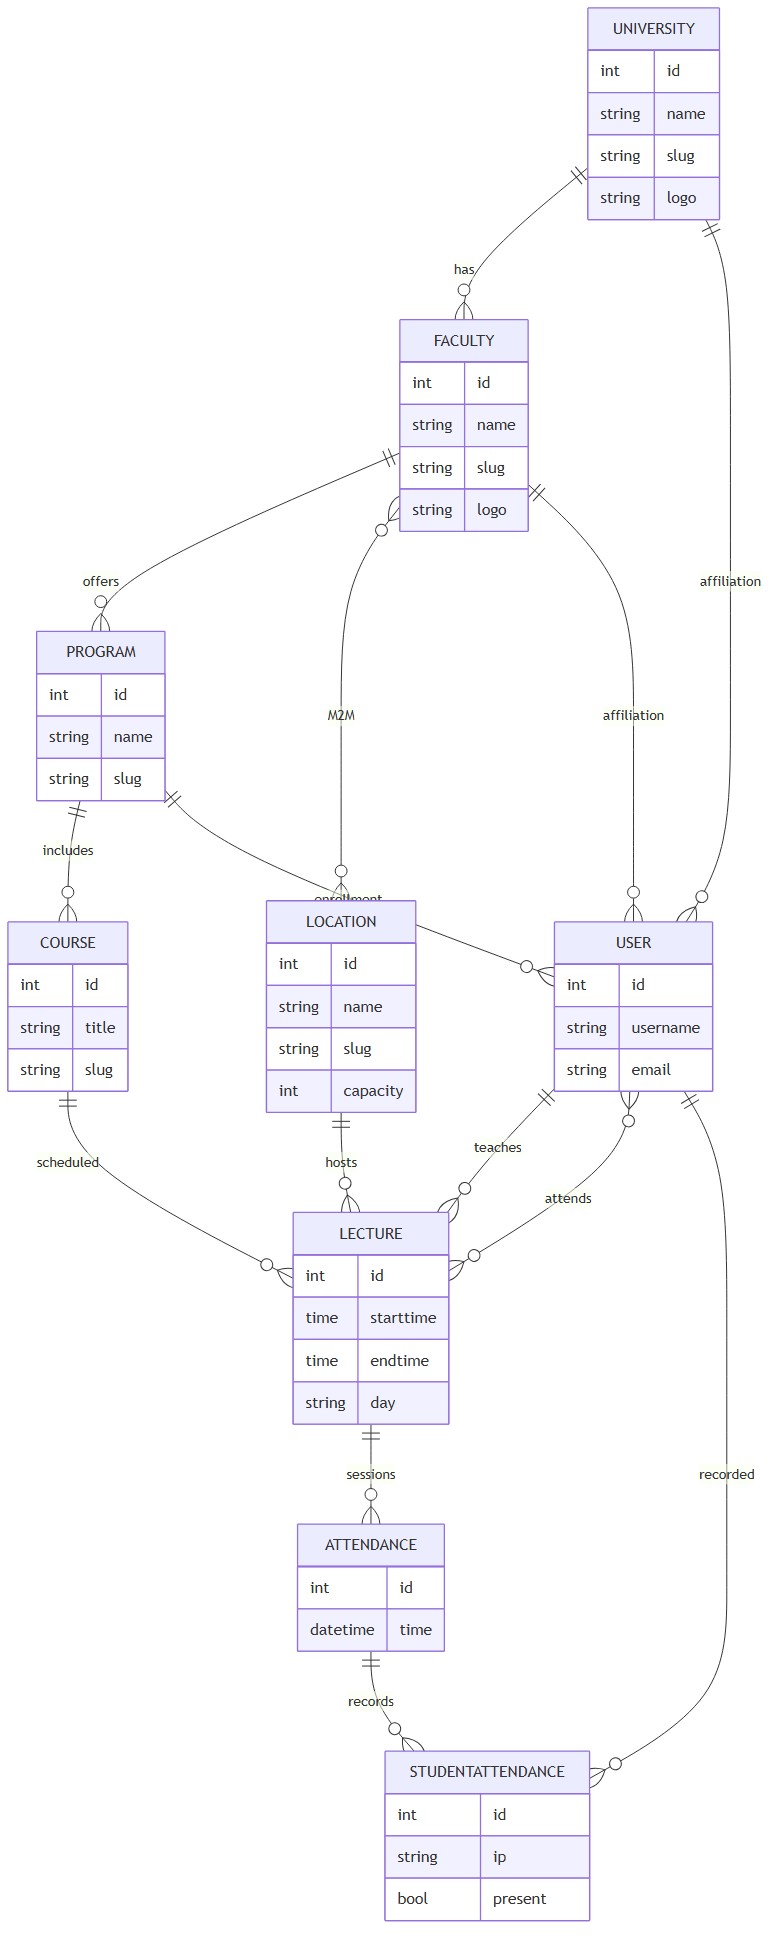 UNIVERSITY
int id
string name
string slug
string logo
has
FACULTY
int id
string name
string slug
string logo
offers
affiliation
PROGRAM
int id
string name
string slug
M2M
affiliation
includes
enrollment
COURSE
int id
string title
string slug
LOCATION
int id
string name
string slug
int capacity
USER
int id
string username
string email
scheduled
hosts
teaches
attends
LECTURE
int id
time starttime
time endtime
string day
sessions
recorded
ATTENDANCE
int id
datetime time
records
STUDENTATTENDANCE
int id
string ip
bool present